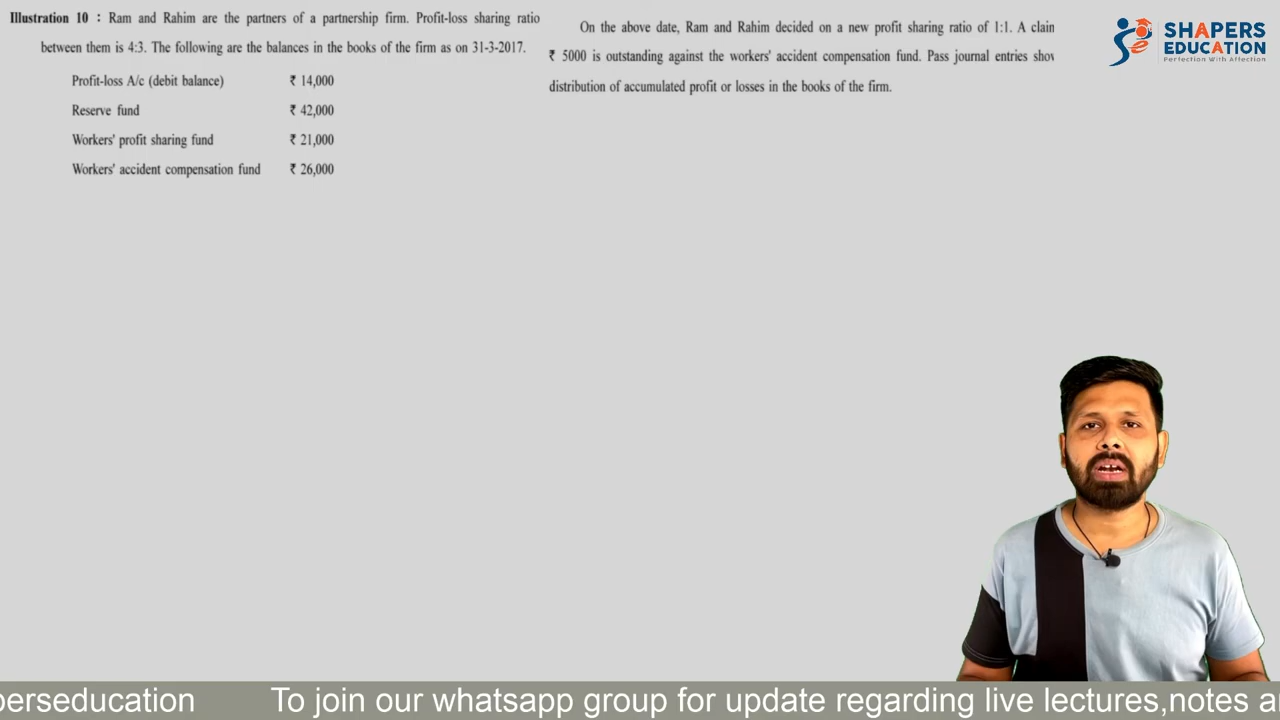 Illustration 10 : Ram and Rahim are the partners of a partnership firm. Profit-loss sharing ratio
between them is 4:3. The following are the balances in the books of the firm as on 31-3-2017.
Profit-loss A/c (debit balance) ₹ 14,000
Reserve fund ₹ 42,000
Workers' profit sharing fund ₹ 21,000
Workers' accident compensation fund ₹ 26,000
On the above date, Ram and Rahim decided on a new profit sharing ratio of 1:1. A clain
₹ 5000 is outstanding against the workers' accident compensation fund. Pass journal entries shov
distribution of accumulated profit or losses in the books of the firm.
SHAPERS
EDUCATION
Perfection With Affection
perseducation To join our whatsapp group for update regarding live lectures,notes a